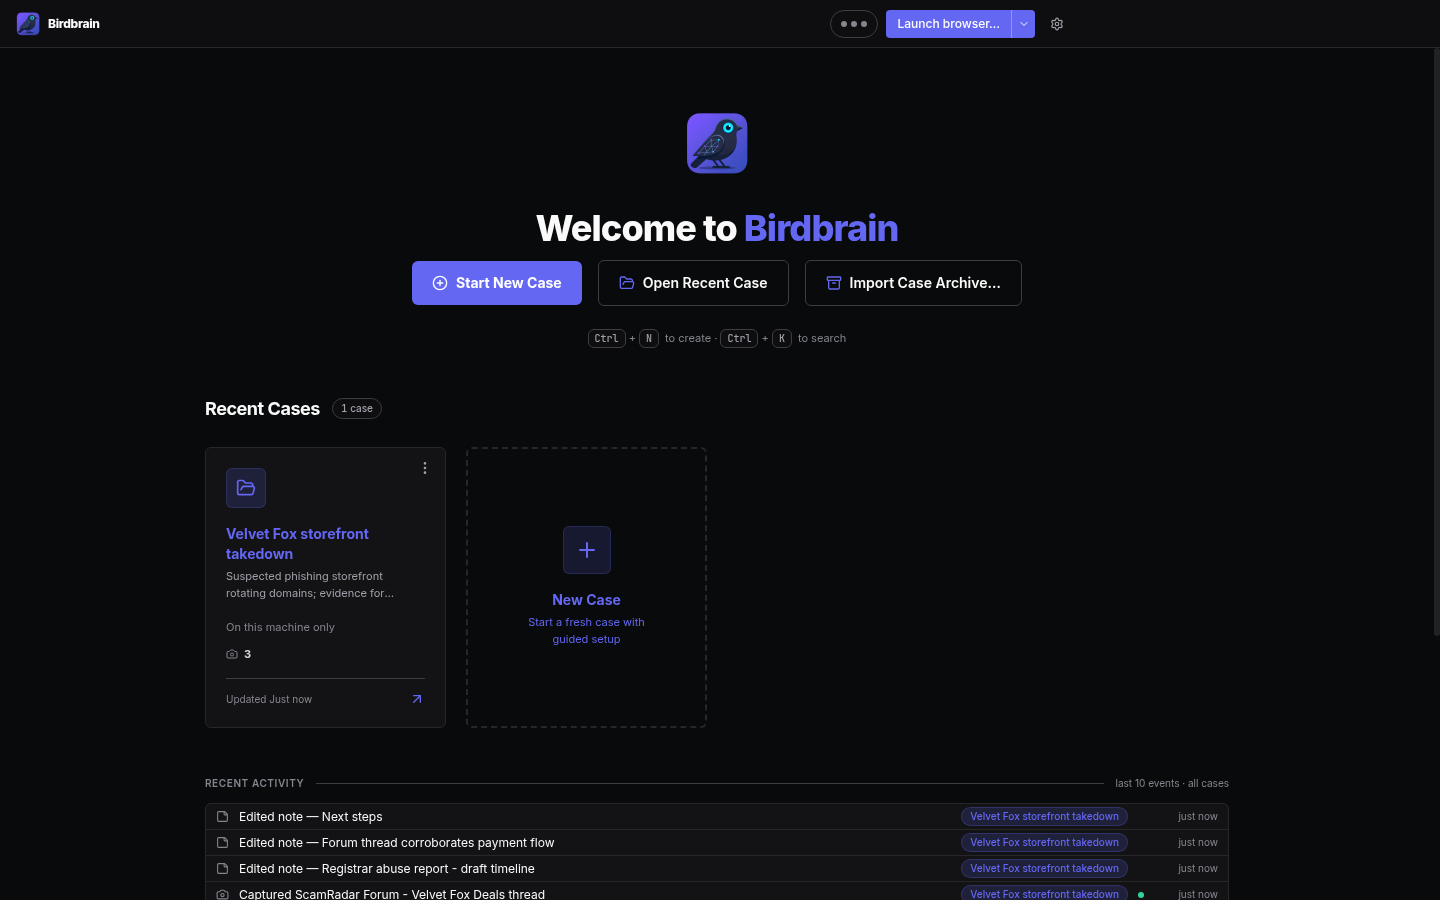 Birdbrain
Launch browser...
Welcome to Birdbrain
Start New Case
Open Recent Case
Import Case Archive...
Ctrl + N to create · Ctrl + K to search
Recent Cases
1 case
Velvet Fox storefront
takedown
Suspected phishing storefront
rotating domains; evidence for...
On this machine only
3
Updated Just now
New Case
Start a fresh case with
guided setup
RECENT ACTIVITY
last 10 events · all cases
Edited note — Next steps
Velvet Fox storefront takedown
just now
Edited note — Forum thread corroborates payment flow
Velvet Fox storefront takedown
just now
Edited note — Registrar abuse report - draft timeline
Velvet Fox storefront takedown
just now
Captured ScamRadar Forum - Velvet Fox Deals thread
Velvet Fox storefront takedown
just now